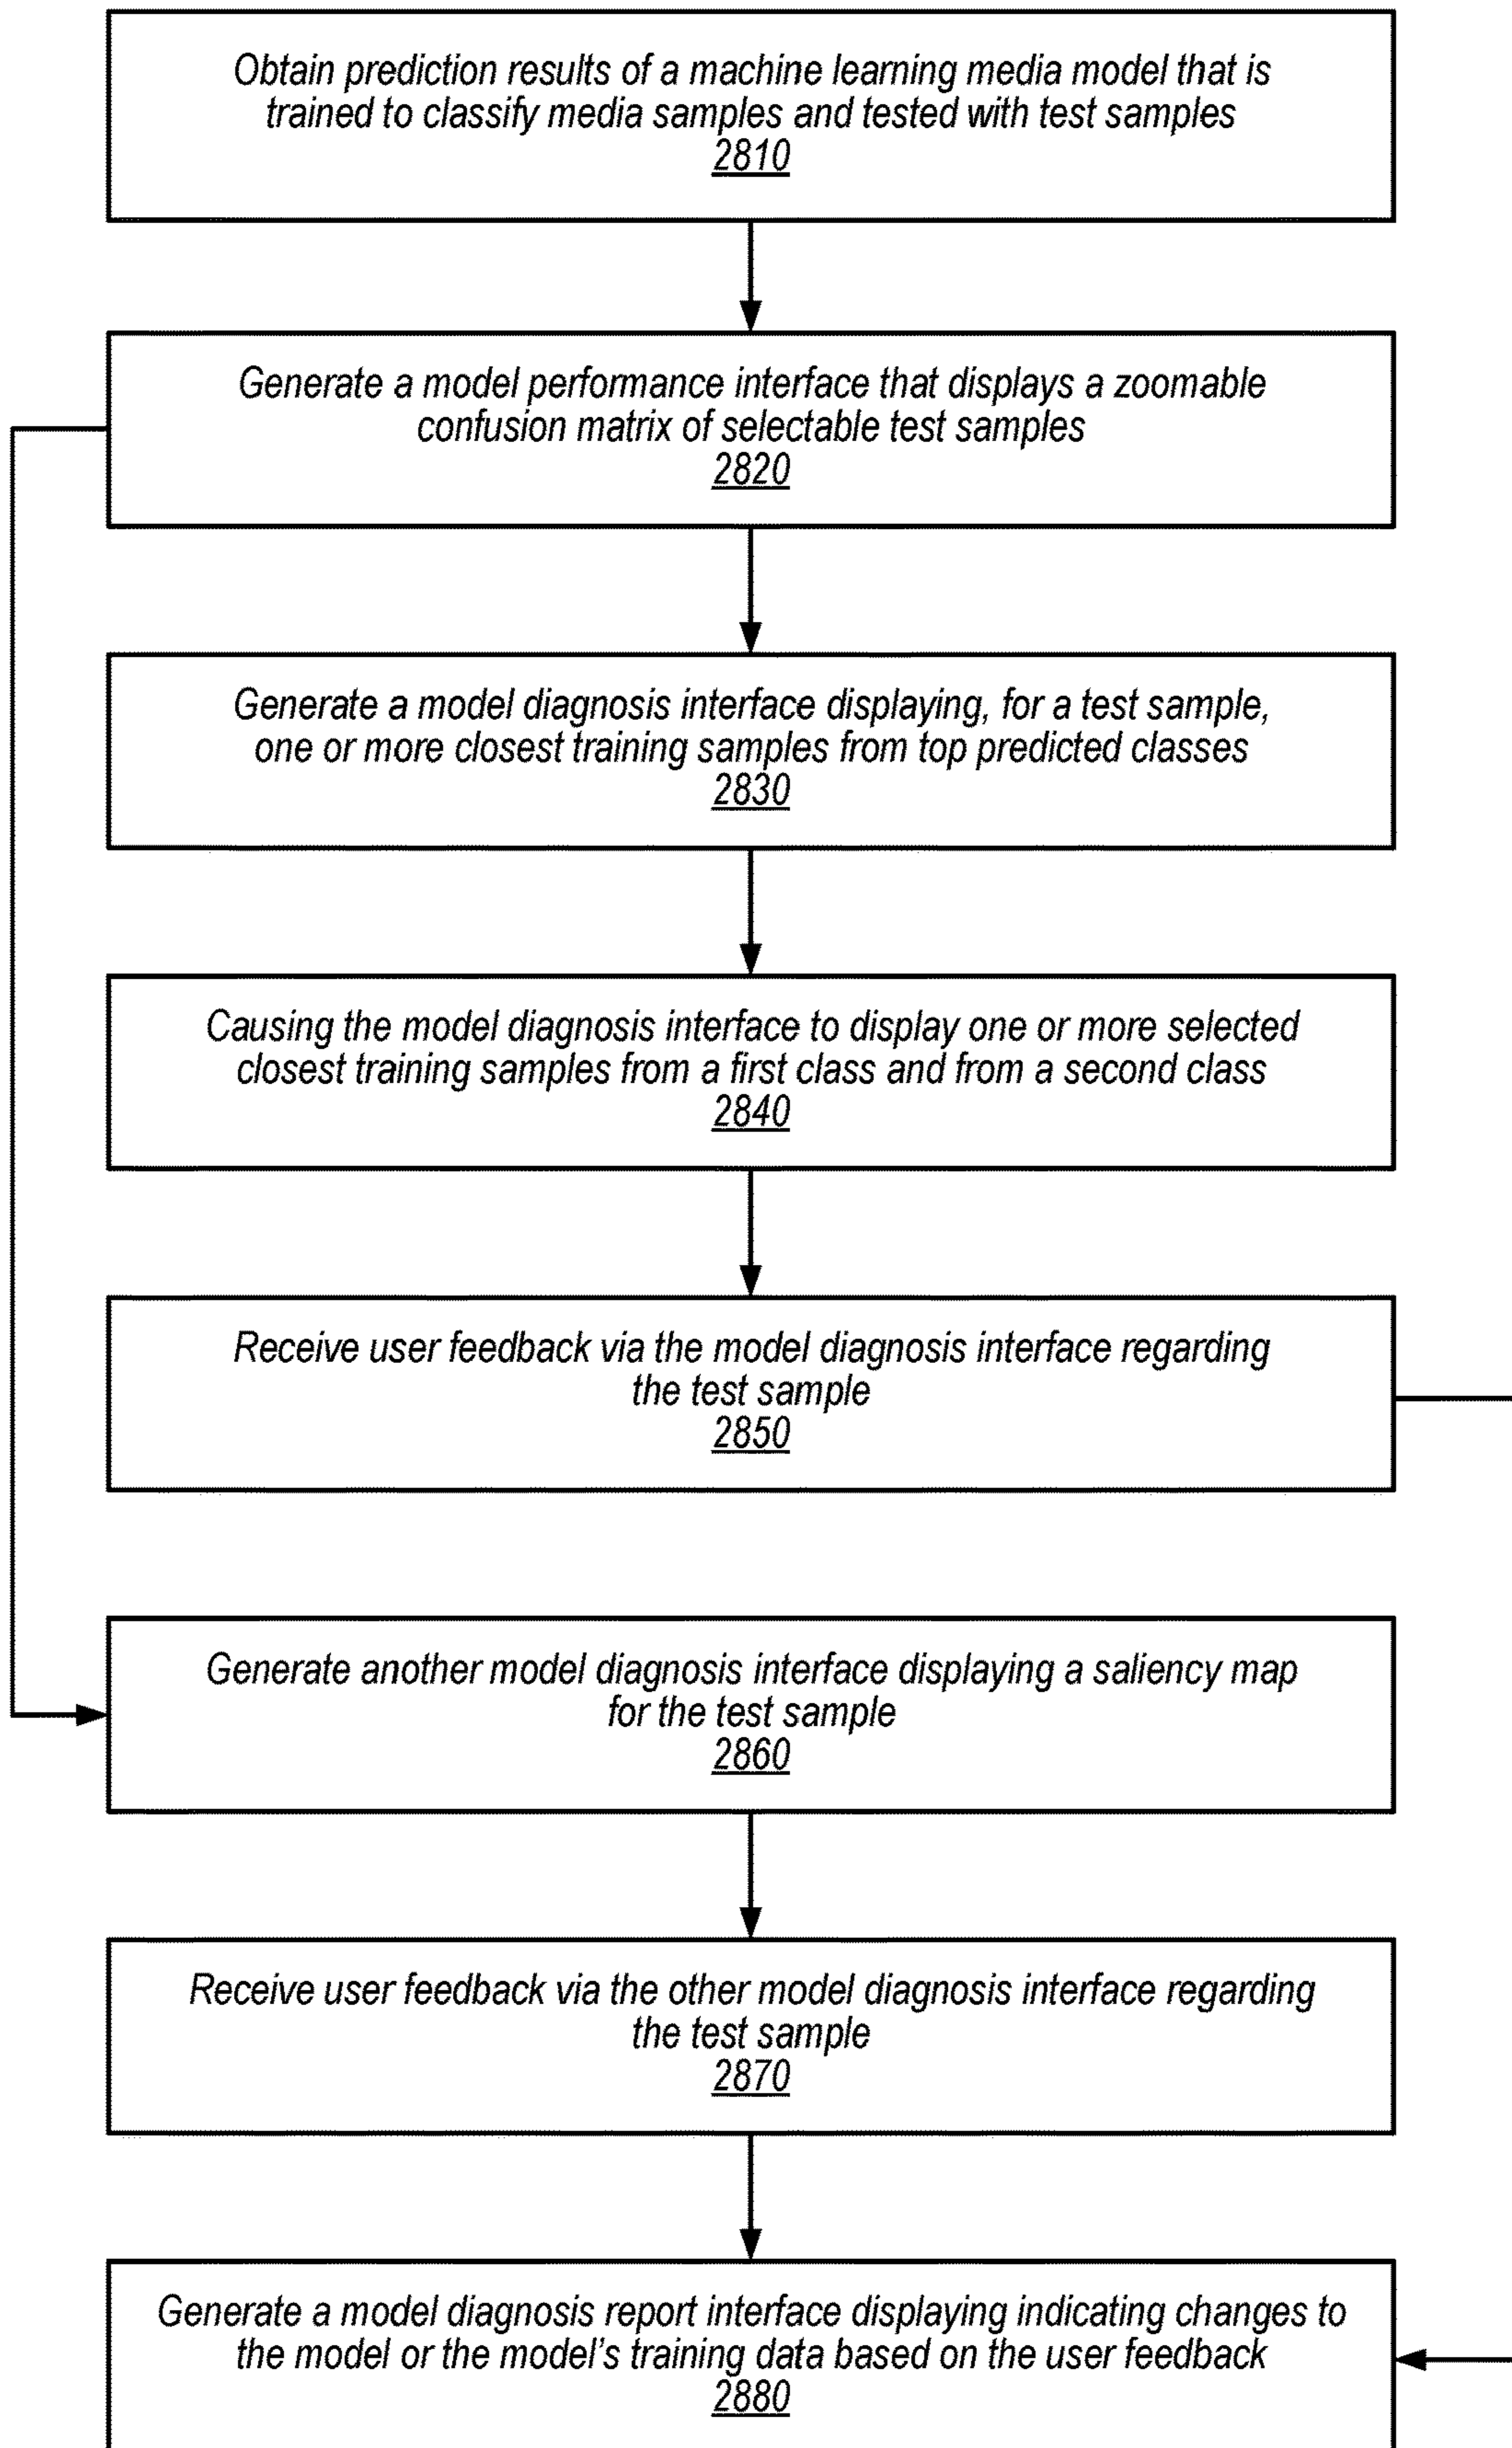 Obtain prediction results of a machine learning media model that is
trained to classify media samples and tested with test samples
2810
Generate a model performance interface that displays a zoomable
confusion matrix of selectable test samples
2820
Generate a model diagnosis interface displaying, for a test sample,
one or more closest training samples from top predicted classes
2830
Causing the model diagnosis interface to display one or more selected
closest training samples from a first class and from a second class
2840
Receive user feedback via the model diagnosis interface regarding
the test sample
2850
Generate another model diagnosis interface displaying a saliency map
for the test sample
2860
Receive user feedback via the other model diagnosis interface regarding
the test sample
2870
Generate a model diagnosis report interface displaying indicating changes to
the model or the model's training data based on the user feedback
2880